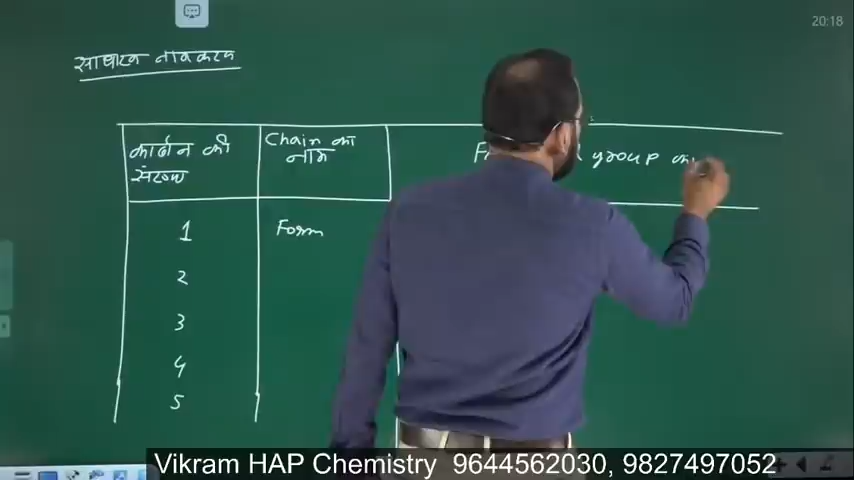 20:18
साधारण नामकरण
कार्बन की
संख्या
Chain का
नाम
group
1
Form
2
3
4
5
Vikram HAP Chemistry 9644562030, 9827497052